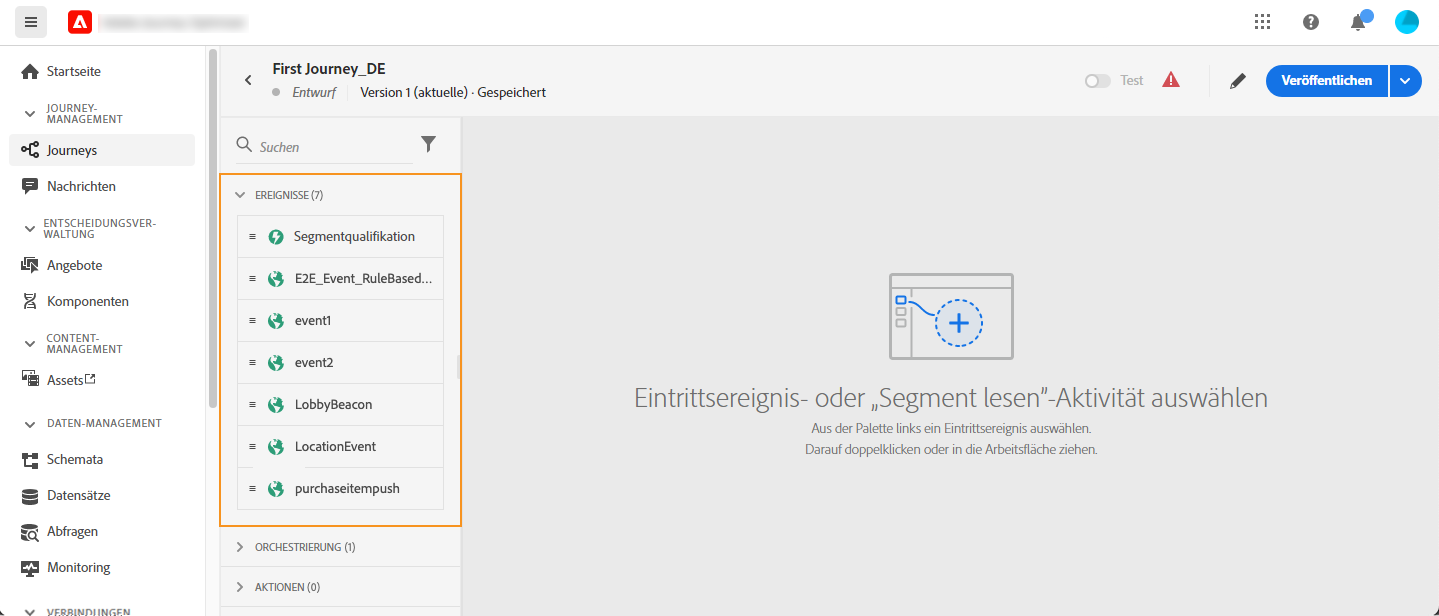 First Journey_DE
Entwurf
Version 1 (aktuelle) · Gespeichert
Test
Veröffentlichen
Startseite
JOURNEY-
MANAGEMENT
Journeys
Nachrichten
ENTSCHEIDUNGSVER-
WALTUNG
Angebote
Komponenten
CONTENT-
MANAGEMENT
Assets
DATEN-MANAGEMENT
Schemata
Datensätze
Abfragen
Monitoring
VERBINDUNGEN
Suchen
EREIGNISSE (7)
Segmentqualifikation
E2E_Event_RuleBased...
event1
event2
LobbyBeacon
LocationEvent
purchaseitempush
ORCHESTRIERUNG (1)
AKTIONEN (0)
Eintrittsereignis- oder „Segment lesen”-Aktivität auswählen
Aus der Palette links ein Eintrittsereignis auswählen.
Darauf doppelklicken oder in die Arbeitsfläche ziehen.